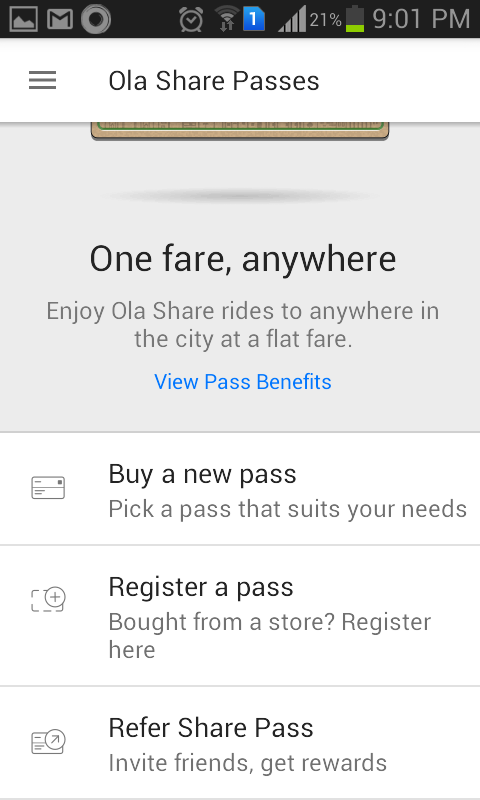 1 21% 9:01 PM
Ola Share Passes
One fare, anywhere
Enjoy Ola Share rides to anywhere in
the city at a flat fare.
View Pass Benefits
Buy a new pass
Pick a pass that suits your needs
Register a pass
Bought from a store? Register
here
Refer Share Pass
Invite friends, get rewards